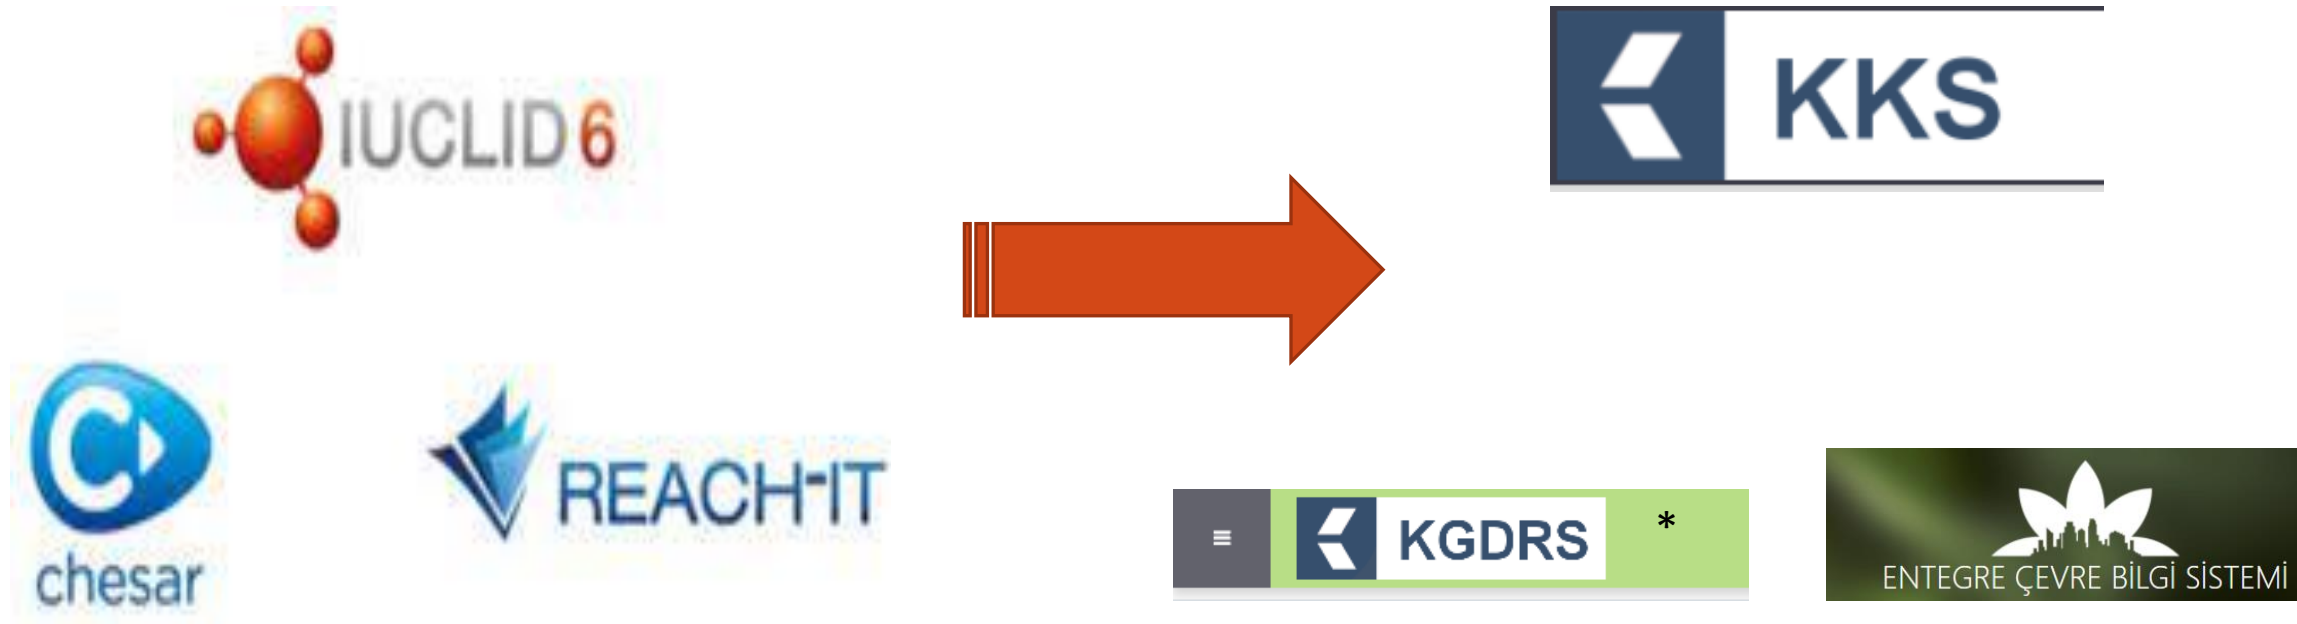 IUCLID 6
KKS
chesar
REACH-IT
KGDRS *
ENTEGRE ÇEVRE BİLGİ SİSTEMİ